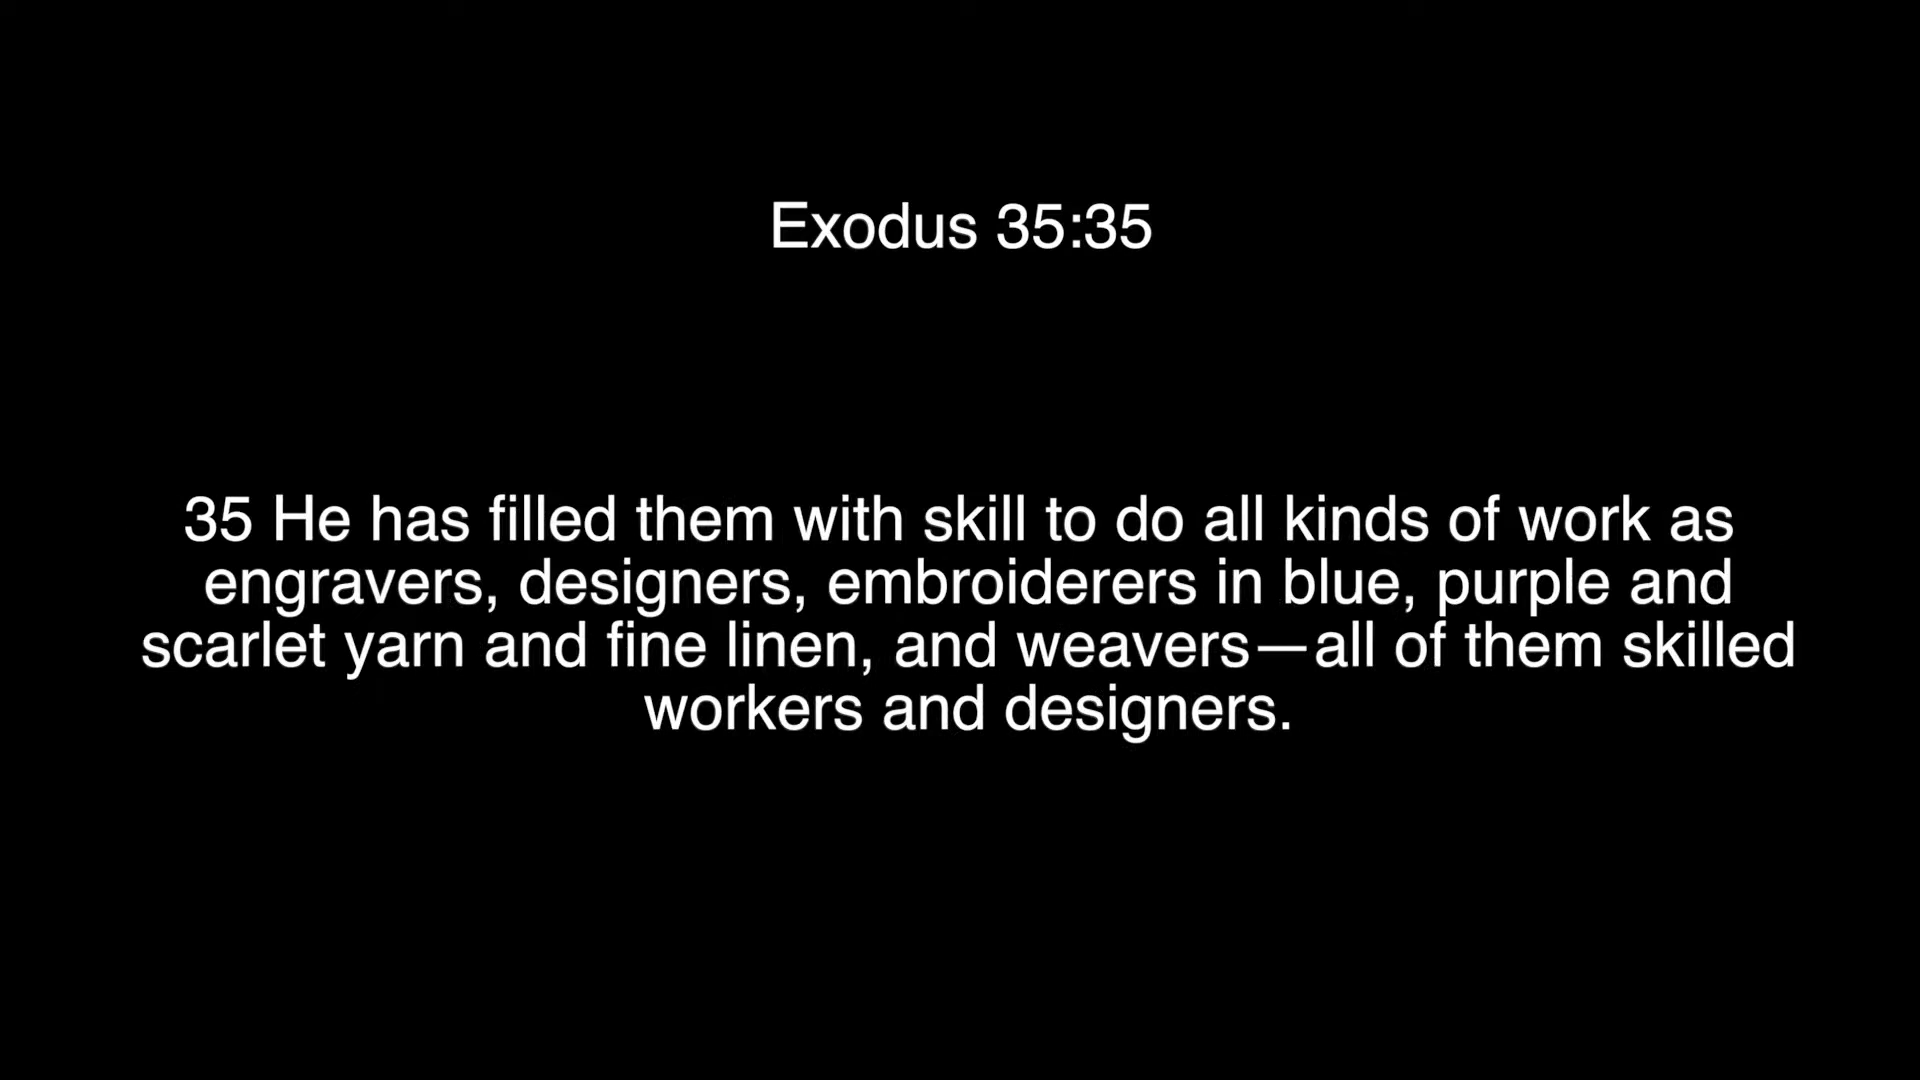 Exodus 35:35
35 He has filled them with skill to do all kinds of work as
engravers, designers, embroiderers in blue, purple and
scarlet yarn and fine linen, and weavers—all of them skilled
workers and designers.